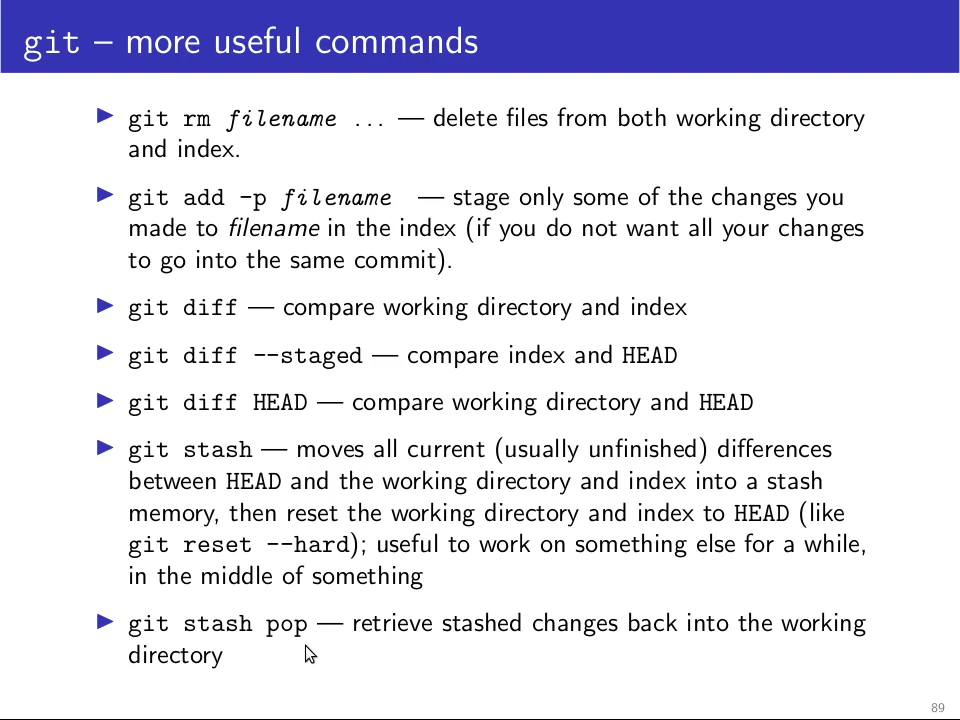 git – more useful commands
▶ git rm filename ... — delete files from both working directory
and index.
▶ git add -p filename — stage only some of the changes you
made to filename in the index (if you do not want all your changes
to go into the same commit).
▶ git diff — compare working directory and index
▶ git diff --staged — compare index and HEAD
▶ git diff HEAD — compare working directory and HEAD
▶ git stash — moves all current (usually unfinished) differences
between HEAD and the working directory and index into a stash
memory, then reset the working directory and index to HEAD (like
git reset --hard); useful to work on something else for a while,
in the middle of something
▶ git stash pop — retrieve stashed changes back into the working
directory
89